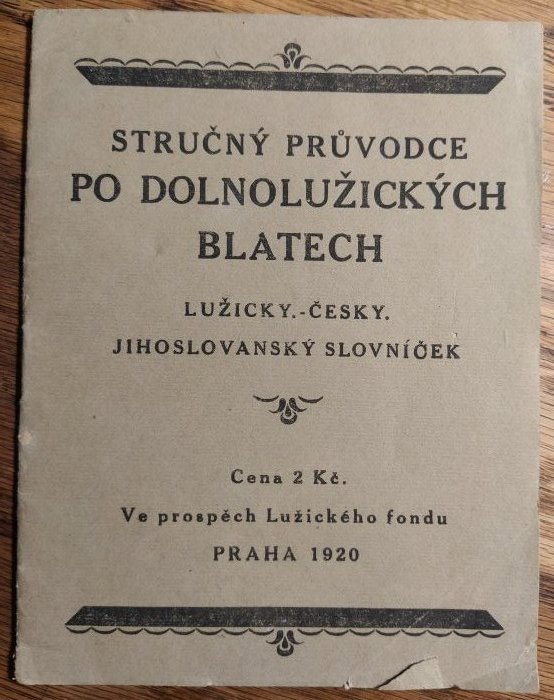 STRUČNÝ PRŮVODCE
PO DOLNOLUŽICKÝCH
BLATECH
LUŽICKY.-ČESKY.
JIHOSLOVANSKÝ SLOVNÍČEK
Cena 2 Kč.
Ve prospěch Lužického fondu
PRAHA 1920